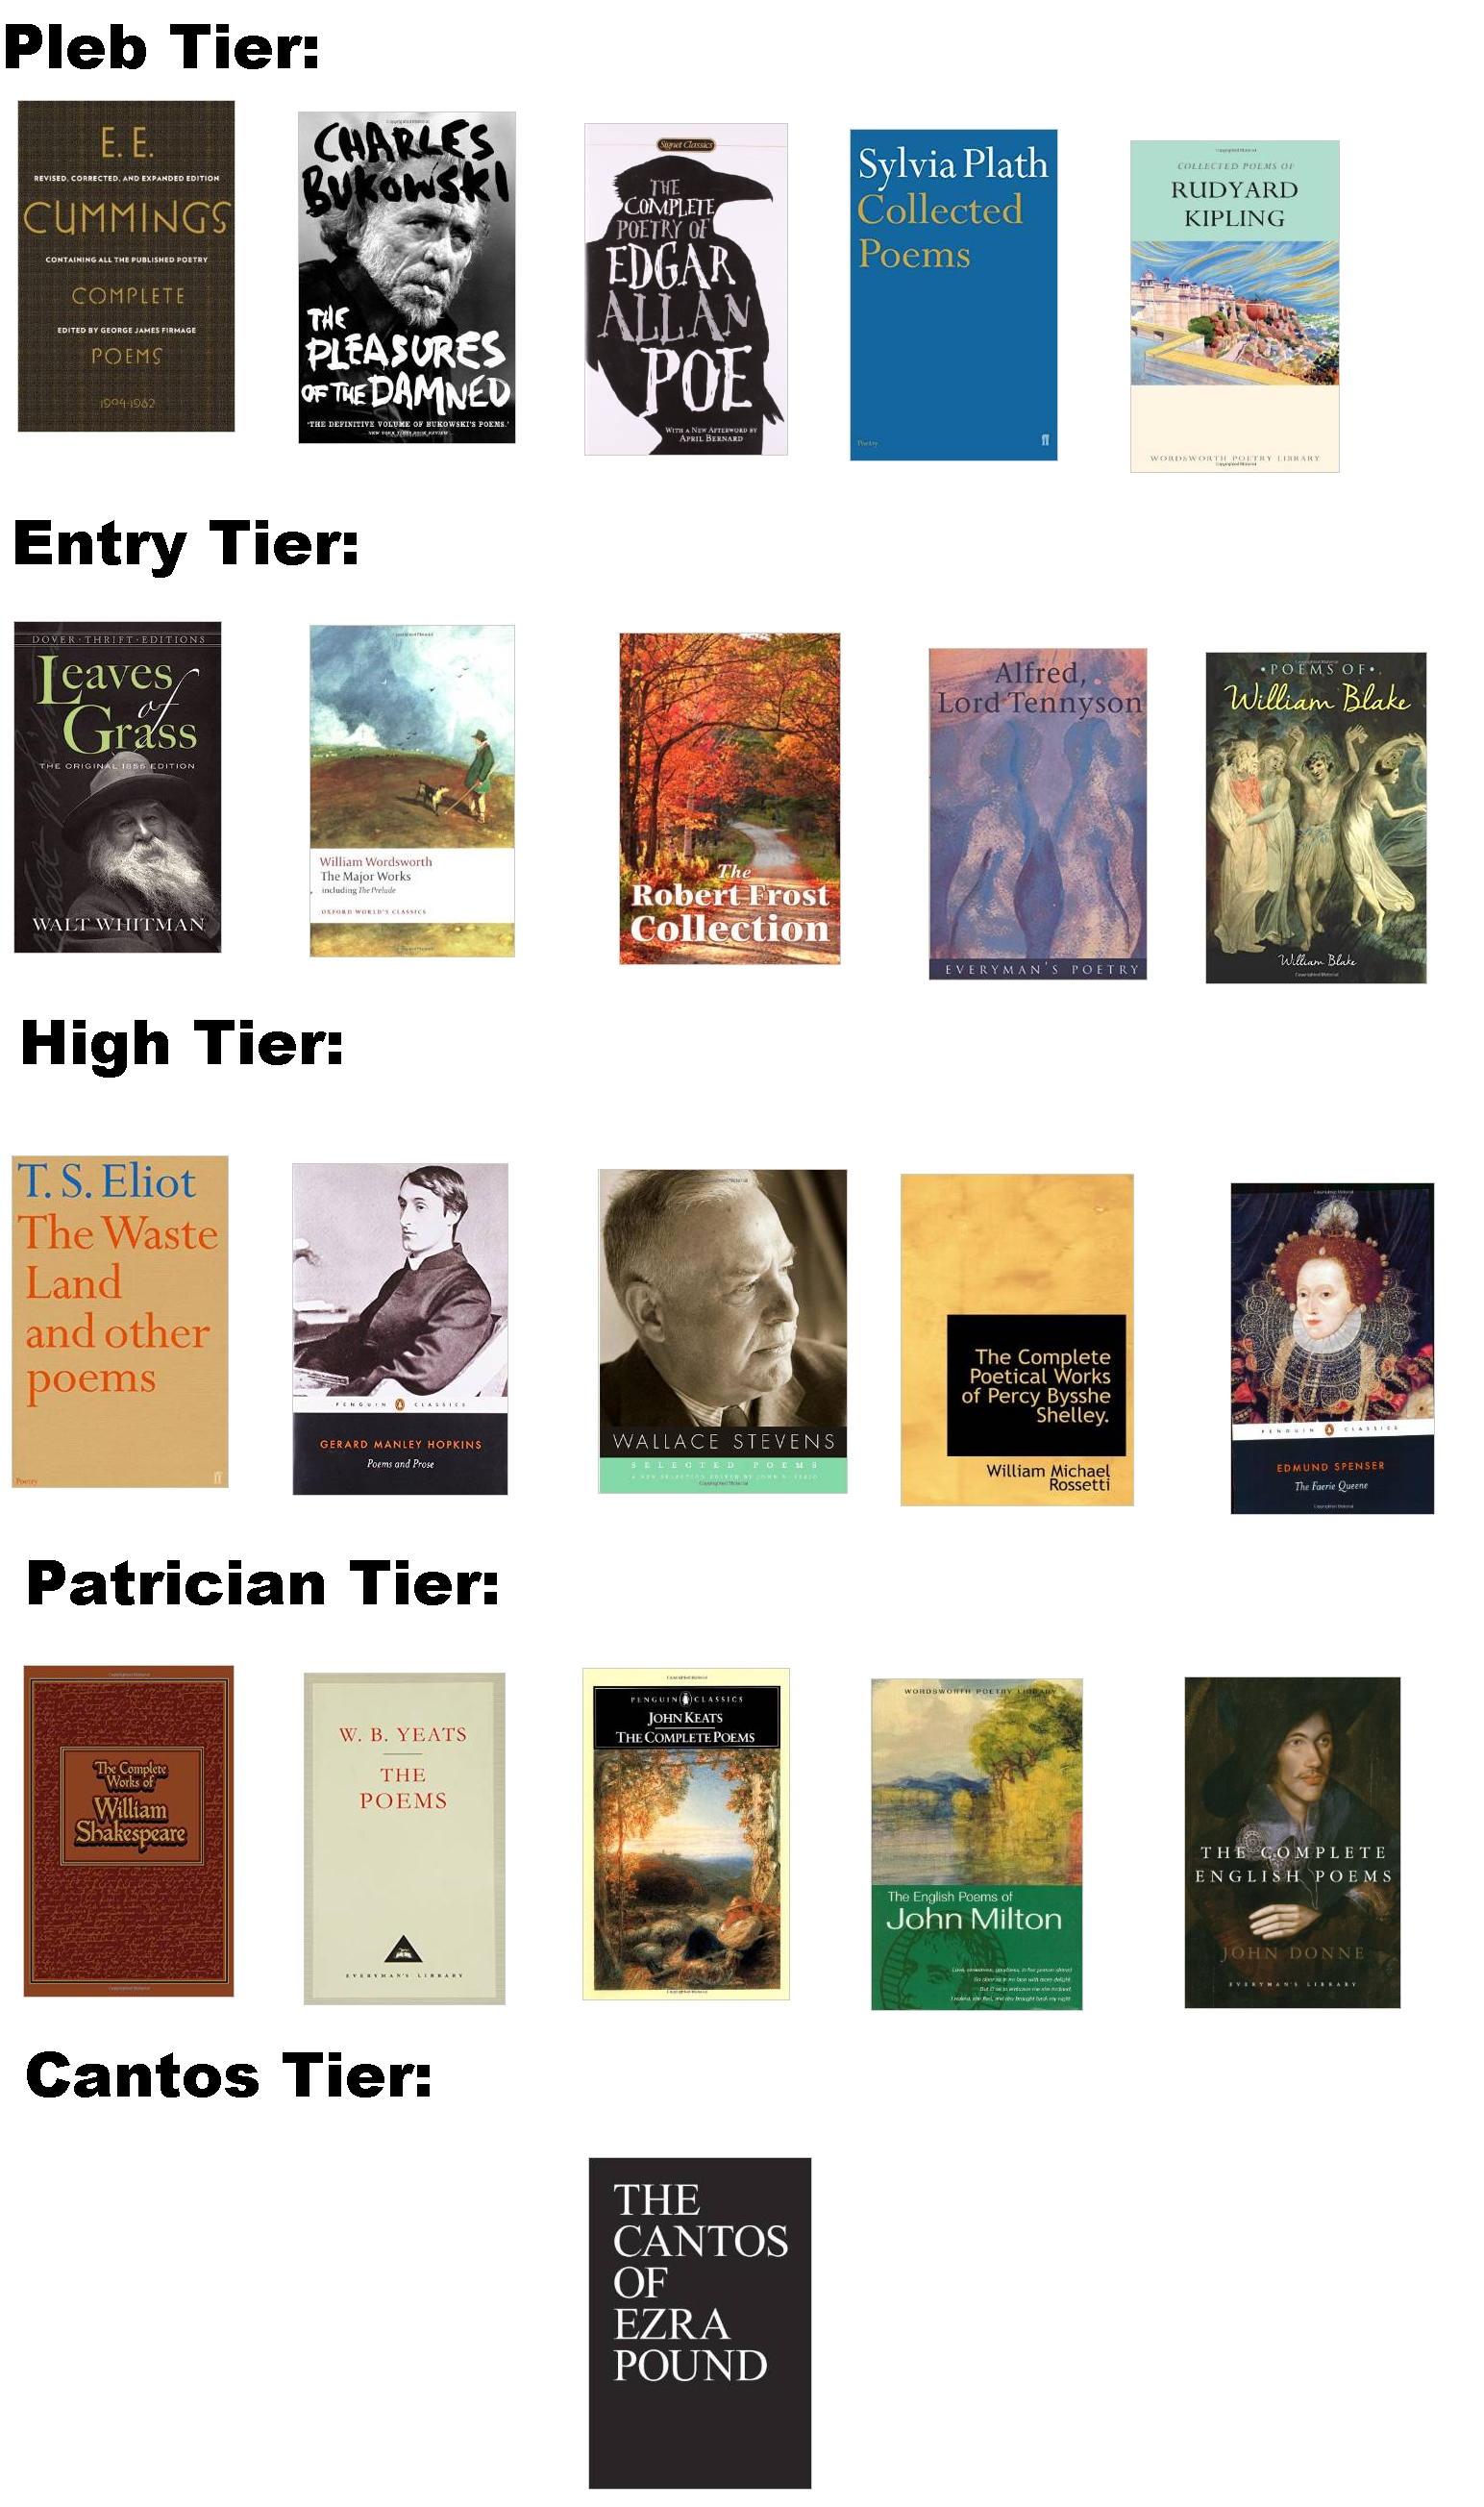 Pleb Tier:
E. E.
REVISED, CORRECTED, AND EXPANDED EDITION
CUMMINGS
CONTAINING ALL THE PUBLISHED POETRY
COMPLETE
EDITED BY GEORGE JAMES FIRMAGE
POEMS
1904-1962
CHARLES
BUKOWSKI
THE
PLEASURES
OF THE DAMNED
'THE DEFINITIVE VOLUME OF BUKOWSKI'S POEMS.'
NEW YORK TIMES BOOK REVIEW
Signet Classics
THE
COMPLETE
POETRY OF
EDGAR
ALLAN
POE
WITH A NEW AFTERWORD BY
APRIL BERNARD
Sylvia Plath
Collected
Poems
Poetry
ff
COLLECTED POEMS OF
RUDYARD
KIPLING
WORDSWORTH POETRY LIBRARY
Entry Tier:
DOVER · THRIFT · EDITIONS
Leaves
of
Grass
THE ORIGINAL 1855 EDITION
WALT WHITMAN
William Wordsworth
The Major Works
including The Prelude
OXFORD WORLD'S CLASSICS
The
Robert Frost
Collection
Alfred,
Lord Tennyson
EVERYMAN'S POETRY
•POEMS OF•
William Blake
William Blake
High Tier:
T. S. Eliot
The Waste
Land
and other
poems
Poetry
ff
PENGUIN CLASSICS
GERARD MANLEY HOPKINS
Poems and Prose
WALLACE STEVENS
SELECTED POEMS
The Complete
Poetical Works
of Percy Bysshe
Shelley.
William Michael
Rossetti
PENGUIN CLASSICS
EDMUND SPENSER
The Faerie Queene
Patrician Tier:
The Complete
Works of
William
Shakespeare
W. B. YEATS
THE
POEMS
EVERYMAN'S LIBRARY
PENGUIN CLASSICS
JOHN KEATS
THE COMPLETE POEMS
WORDSWORTH POETRY LIBRARY
The English Poems of
John Milton
THE COMPLETE
ENGLISH POEMS
JOHN DONNE
EVERYMAN'S LIBRARY
Cantos Tier:
THE
CANTOS
OF
EZRA
POUND